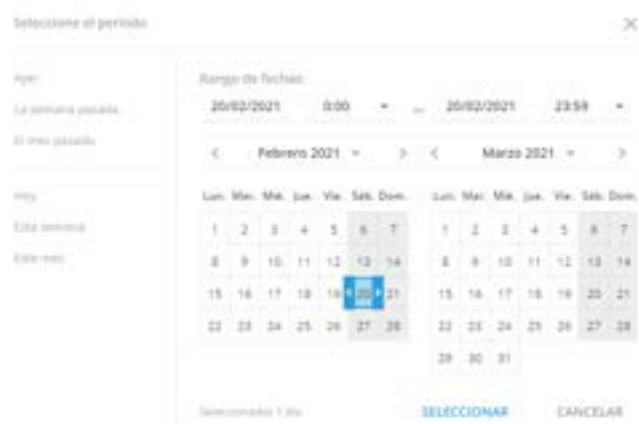 Seleccione el periodo
Ayer
La semana pasada
El mes pasado
Hoy
Esta semana
Este mes
Rango de fechas:
20/02/2021 0:00 — 20/02/2021 23:59
Febrero 2021 Marzo 2021
Lun. Mar. Mié. Jue. Vie. Sáb. Dom. Lun. Mar. Mié. Jue. Vie. Sáb. Dom.
1 2 3 4 5 6 7 1 2 3 4 5 6 7
8 9 10 11 12 13 14 8 9 10 11 12 13 14
15 16 17 18 19 20 21 15 16 17 18 19 20 21
22 23 24 25 26 27 28 22 23 24 25 26 27 28
29 30 31
Seleccionados 1 día
SELECCIONAR CANCELAR